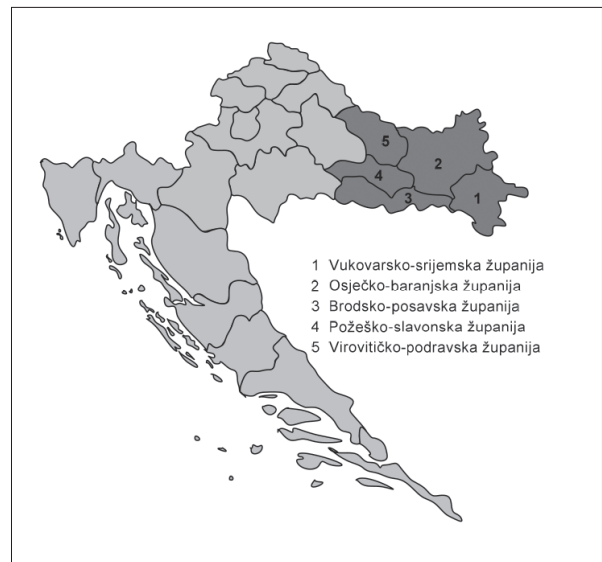 5
2
4
3
1
1 Vukovarsko-srijemska županija
2 Osječko-baranjska županija
3 Brodsko-posavska županija
4 Požeško-slavonska županija
5 Virovitičko-podravska županija